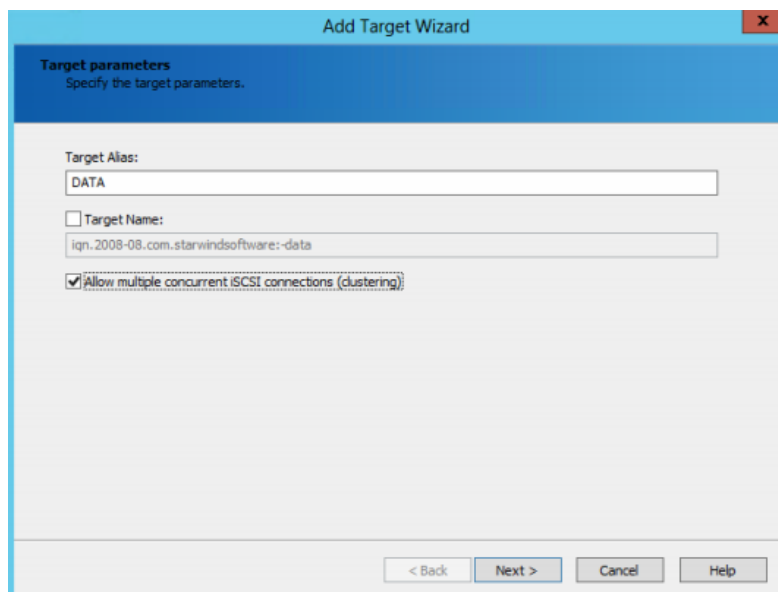 Add Target Wizard
x
Target parameters
Specify the target parameters.
Target Alias:
DATA
Target Name:
iqn.2008-08.com.starwindsoftware:-data
Allow multiple concurrent iSCSI connections (clustering)
< Back Next > Cancel Help